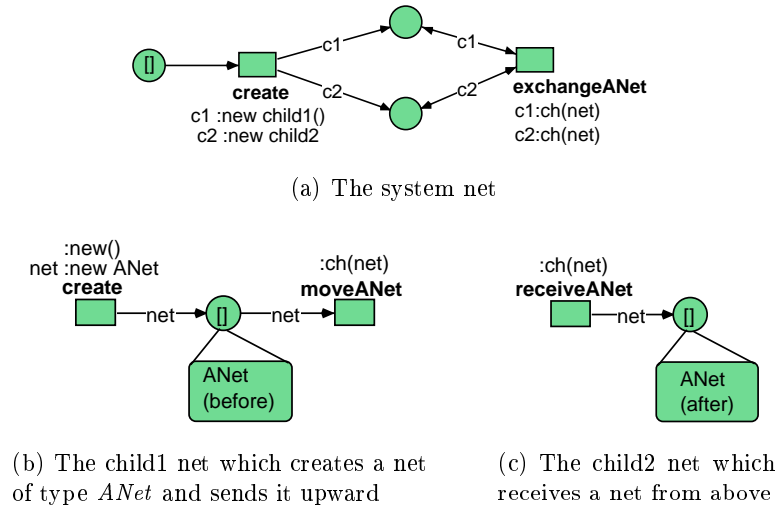 c1
c1
[]
c2
c2
create
c1 :new child1()
c2 :new child2
exchangeANet
c1:ch(net)
c2:ch(net)
(a) The system net
:new()
net :new ANet
create
net
[]
net
:ch(net)
moveANet
ANet
(before)
:ch(net)
receiveANet
net
[]
ANet
(after)
(b) The child1 net which creates a net
of type ANet and sends it upward
(c) The child2 net which
receives a net from above